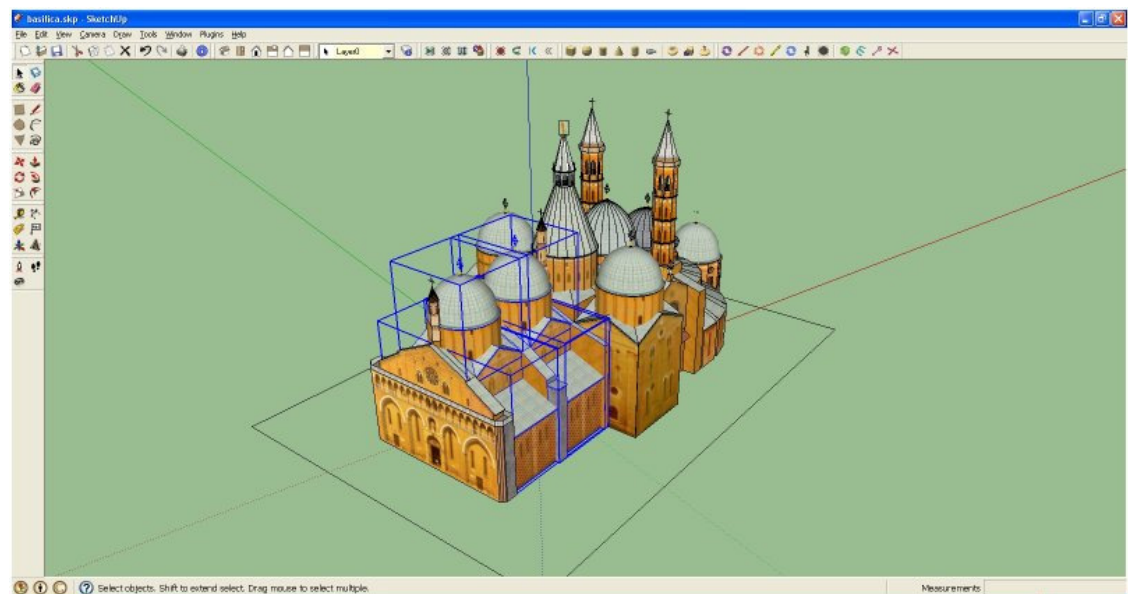 basilica.skp - SketchUp
File Edit View Camera Draw Tools Window Plugins Help
Layer0
Select objects. Shift to extend select. Drag mouse to select multiple.
Measurements